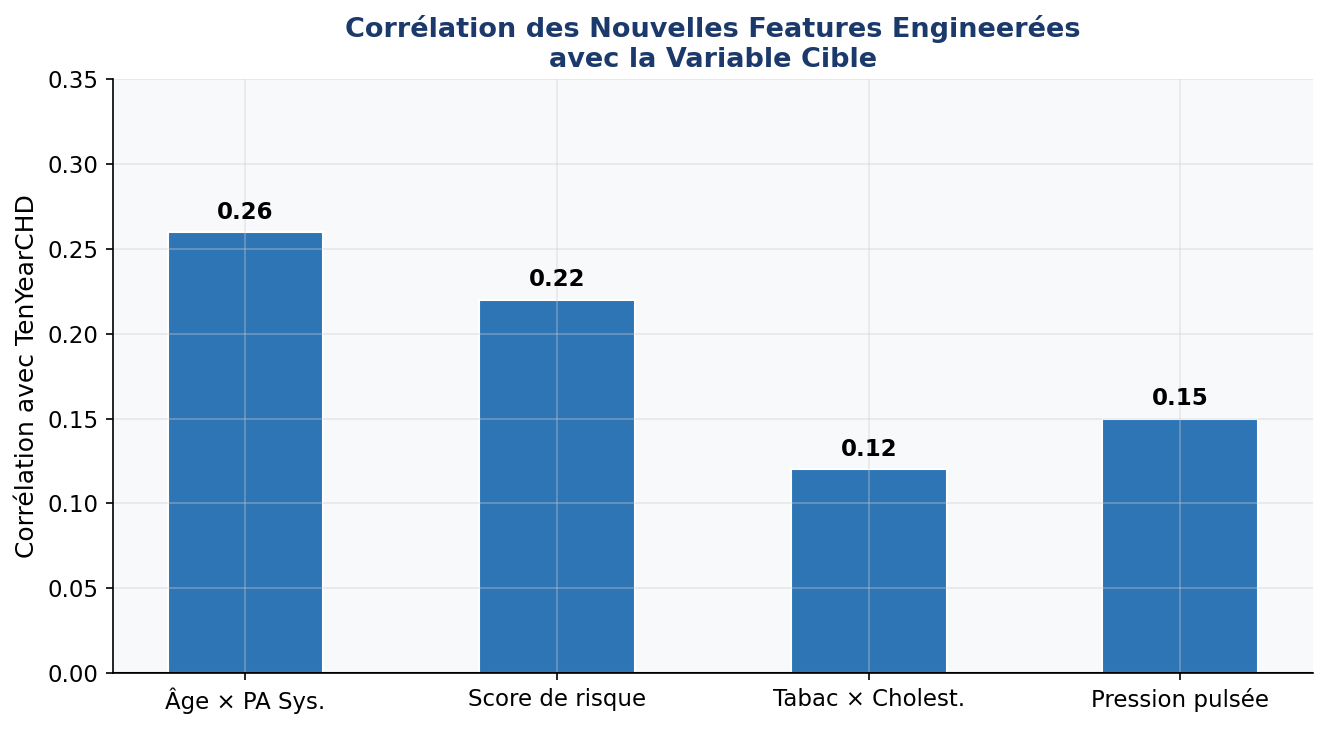 Corrélation des Nouvelles Features Engineerées
avec la Variable Cible
Corrélation avec TenYearCHD
0.35
0.30
0.25
0.20
0.15
0.10
0.05
0.00
0.26
0.22
0.12
0.15
Âge × PA Sys.
Score de risque
Tabac × Cholest.
Pression pulsée